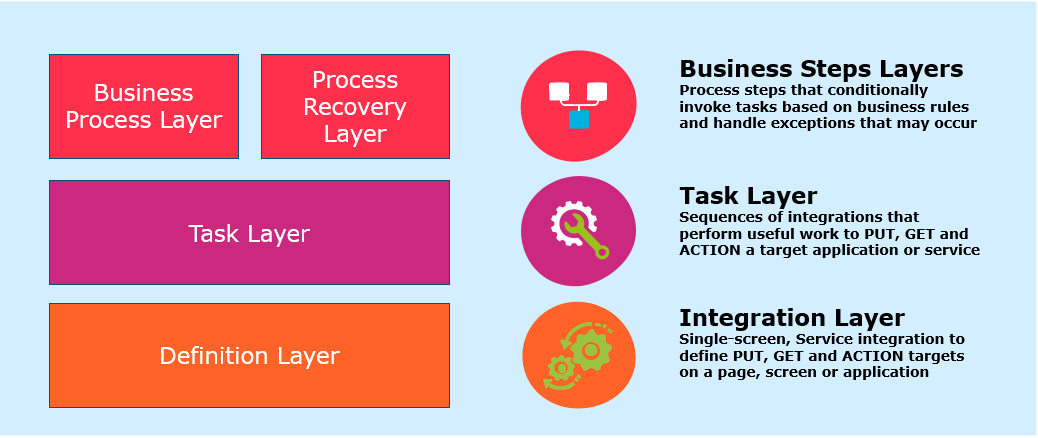 Business
Process Layer
Process
Recovery
Layer
Business Steps Layers
Process steps that conditionally
invoke tasks based on business rules
and handle exceptions that may occur
Task Layer
Task Layer
Sequences of integrations that
perform useful work to PUT, GET and
ACTION a target application or service
Definition Layer
Integration Layer
Single-screen, Service integration to
define PUT, GET and ACTION targets
on a page, screen or application